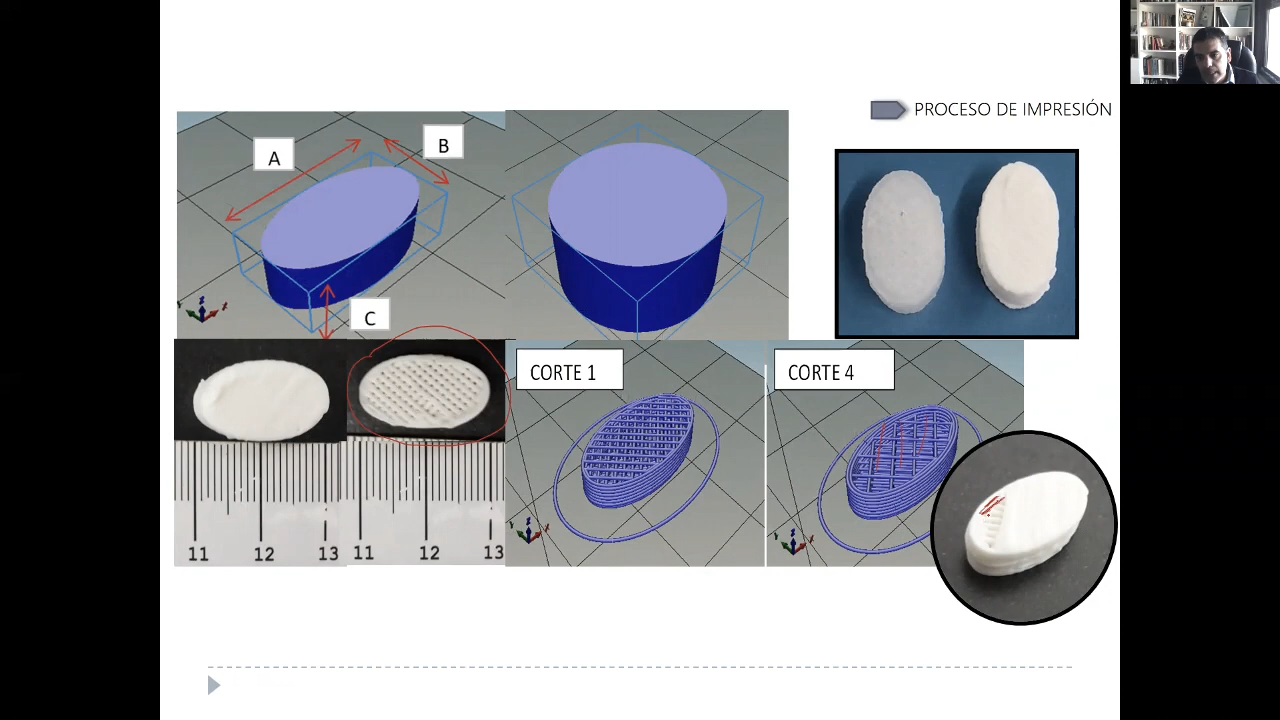 PROCESO DE IMPRESIÓN
A
B
C
CORTE 1
CORTE 4
11 12 13
11 12 13